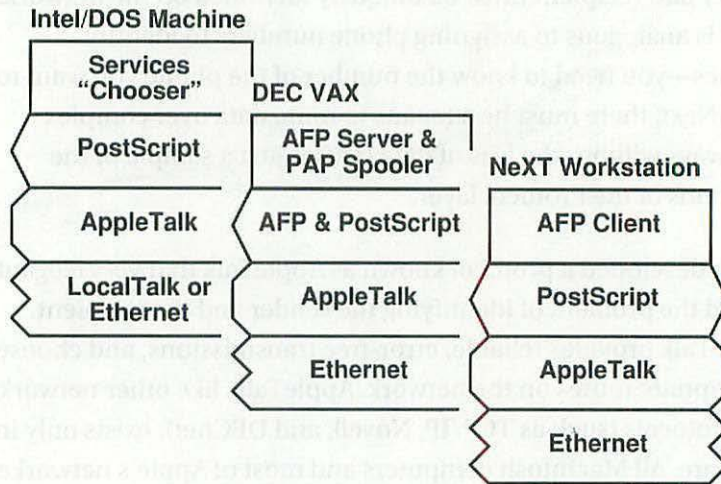 Intel/DOS Machine
Services
“Chooser”
PostScript
AppleTalk
LocalTalk or
Ethernet
DEC VAX
AFP Server &
PAP Spooler
AFP & PostScript
AppleTalk
Ethernet
NeXT Workstation
AFP Client
PostScript
AppleTalk
Ethernet